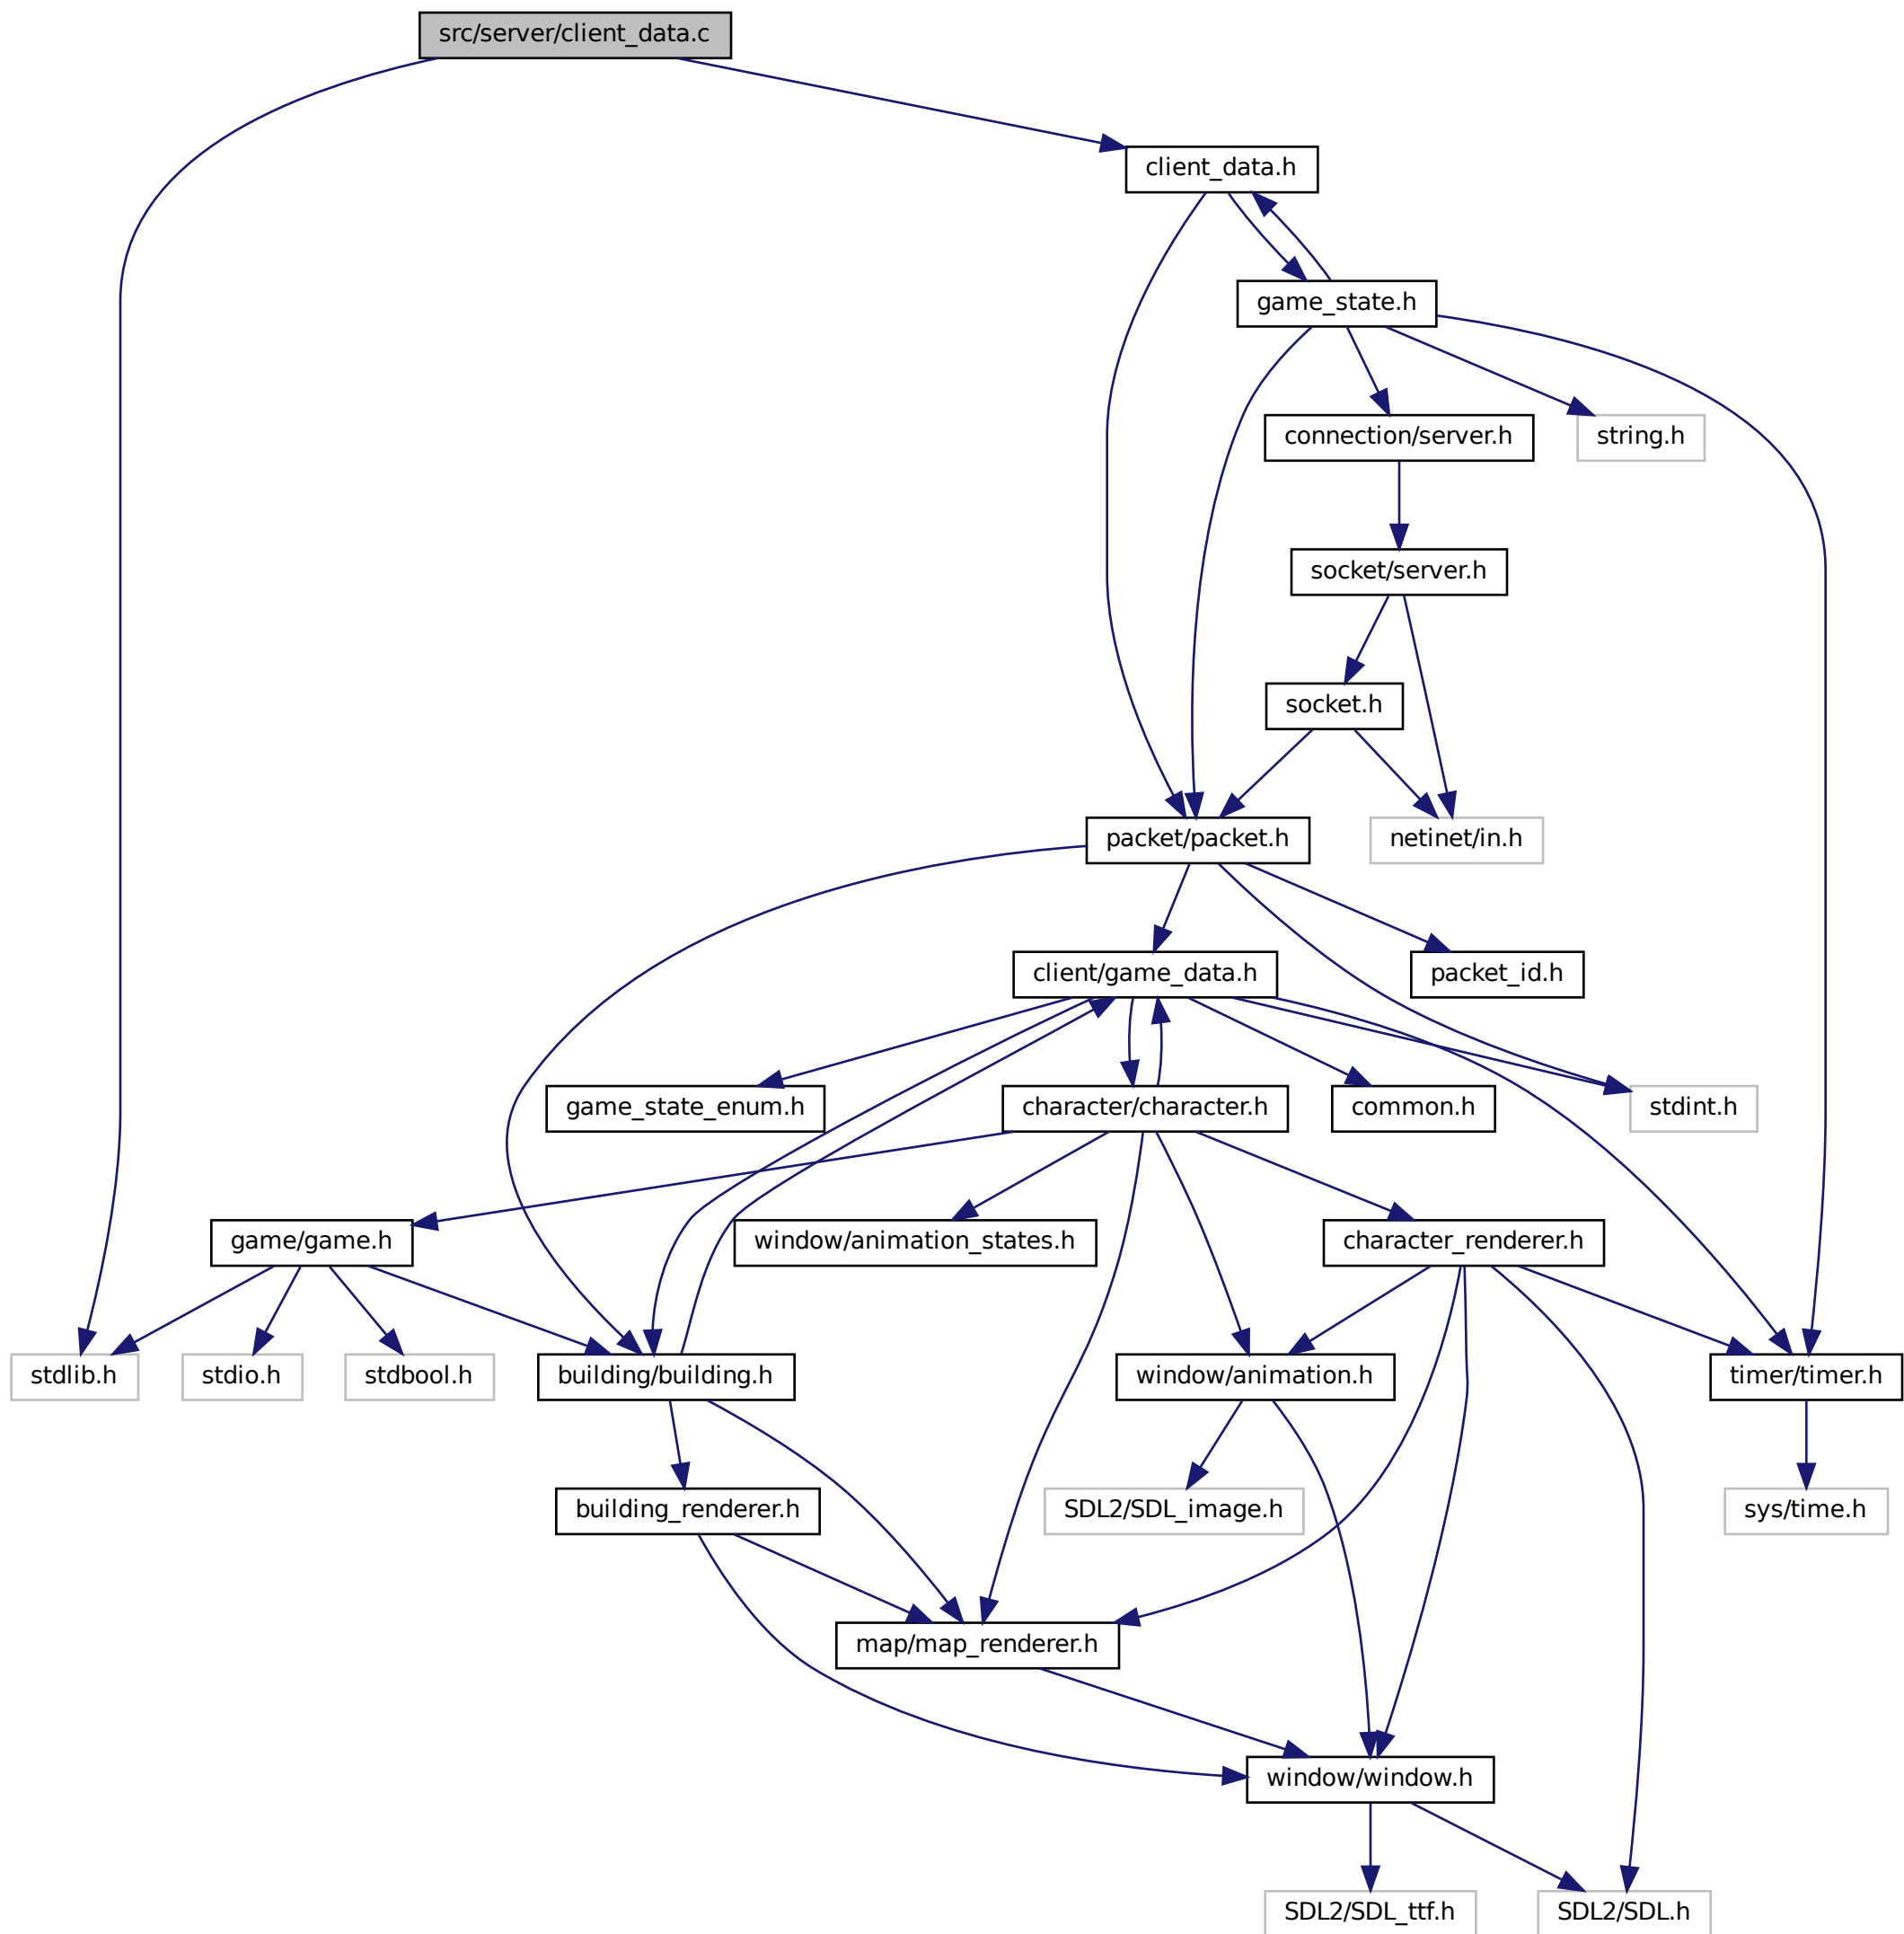 src/server/client_data.c
client_data.h
game_state.h
connection/server.h
string.h
socket/server.h
socket.h
packet/packet.h
netinet/in.h
client/game_data.h
packet_id.h
game_state_enum.h
character/character.h
common.h
stdint.h
game/game.h
window/animation_states.h
character_renderer.h
stdlib.h
stdio.h
stdbool.h
building/building.h
window/animation.h
timer/timer.h
building_renderer.h
SDL2/SDL_image.h
sys/time.h
map/map_renderer.h
window/window.h
SDL2/SDL_ttf.h
SDL2/SDL.h